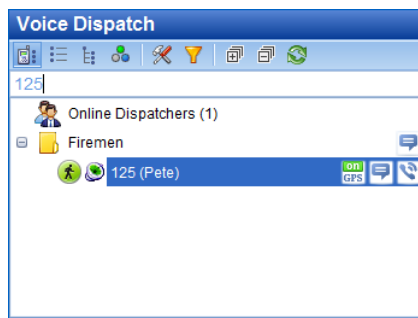 Voice Dispatch
125
Online Dispatchers (1)
Firemen
125 (Pete) on GPS